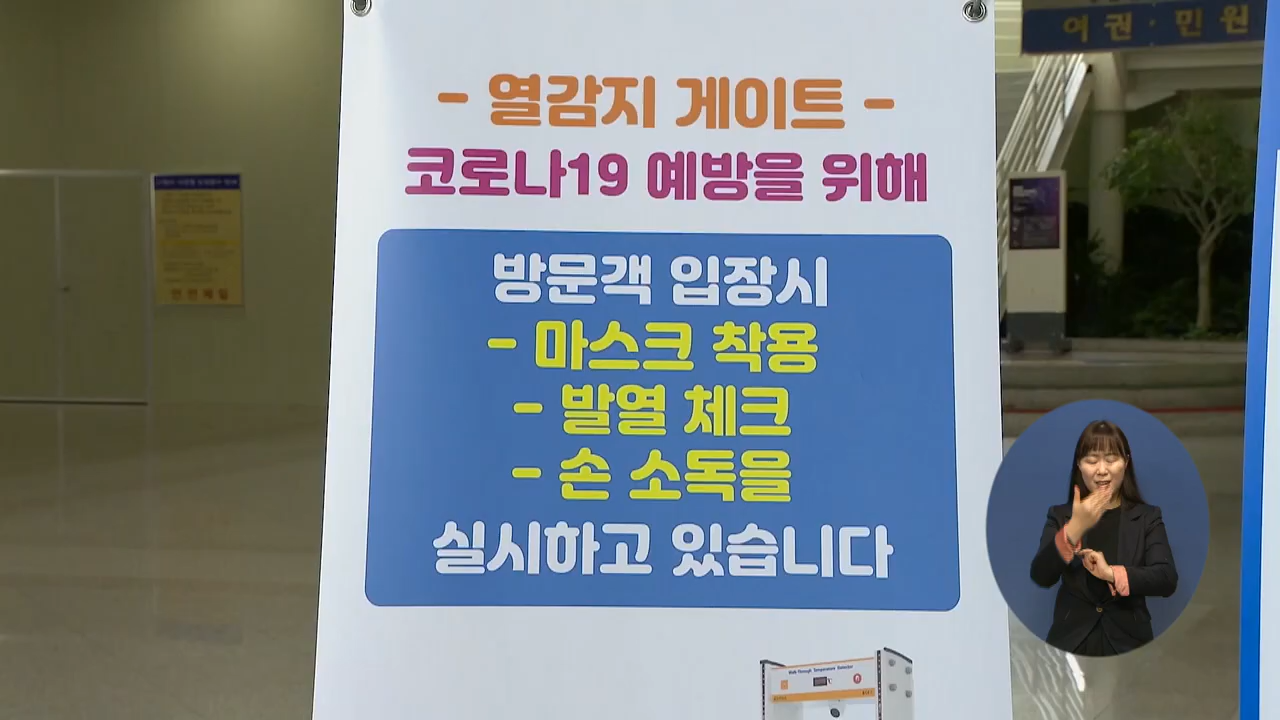 여권·민원
- 열감지 게이트 -
코로나19 예방을 위해
방문객 입장시
- 마스크 착용
- 발열 체크
- 손 소독을
실시하고 있습니다
Walk Through Temperature Detector